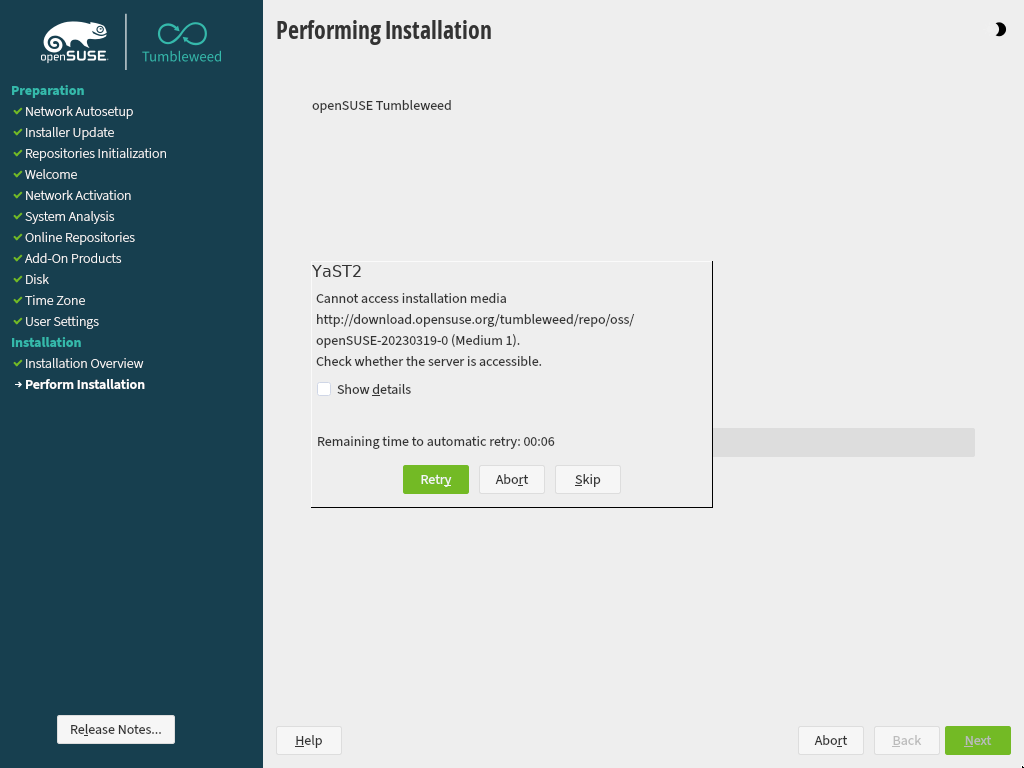 openSUSE
Tumbleweed
Preparation
Network Autosetup
Installer Update
Repositories Initialization
Welcome
Network Activation
System Analysis
Online Repositories
Add-On Products
Disk
Time Zone
User Settings
Installation
Installation Overview
Perform Installation
Release Notes...
Performing Installation
openSUSE Tumbleweed
YaST2
Cannot access installation media
http://download.opensuse.org/tumbleweed/repo/oss/
openSUSE-20230319-0 (Medium 1).
Check whether the server is accessible.
Show details
Remaining time to automatic retry: 00:06
Retry Abort Skip
Help Abort Back Next